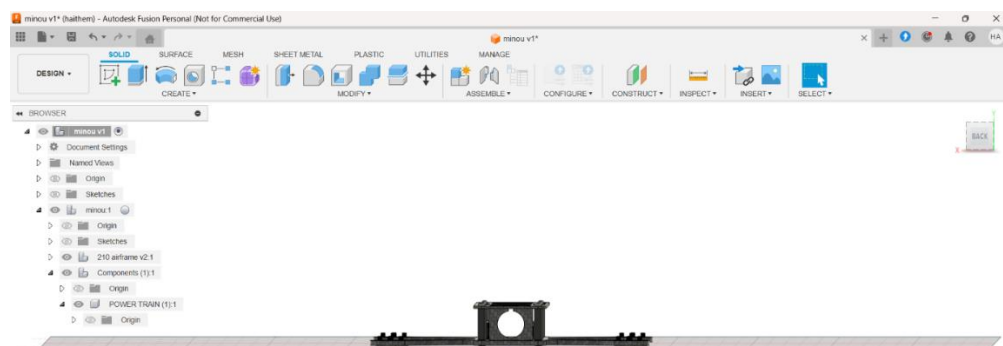 minou v1* (haithem) - Autodesk Fusion Personal (Not for Commercial Use)
minou v1*
HA
SOLID SURFACE MESH SHEET METAL PLASTIC UTILITIES MANAGE
DESIGN
CREATE MODIFY ASSEMBLE CONFIGURE CONSTRUCT INSPECT INSERT SELECT
BROWSER
minou v1
Document Settings
Named Views
Origin
Sketches
minou:1
Origin
Sketches
210 airframe v2:1
Components (1):1
Origin
POWER TRAIN (1):1
Origin
Y
BACK
X